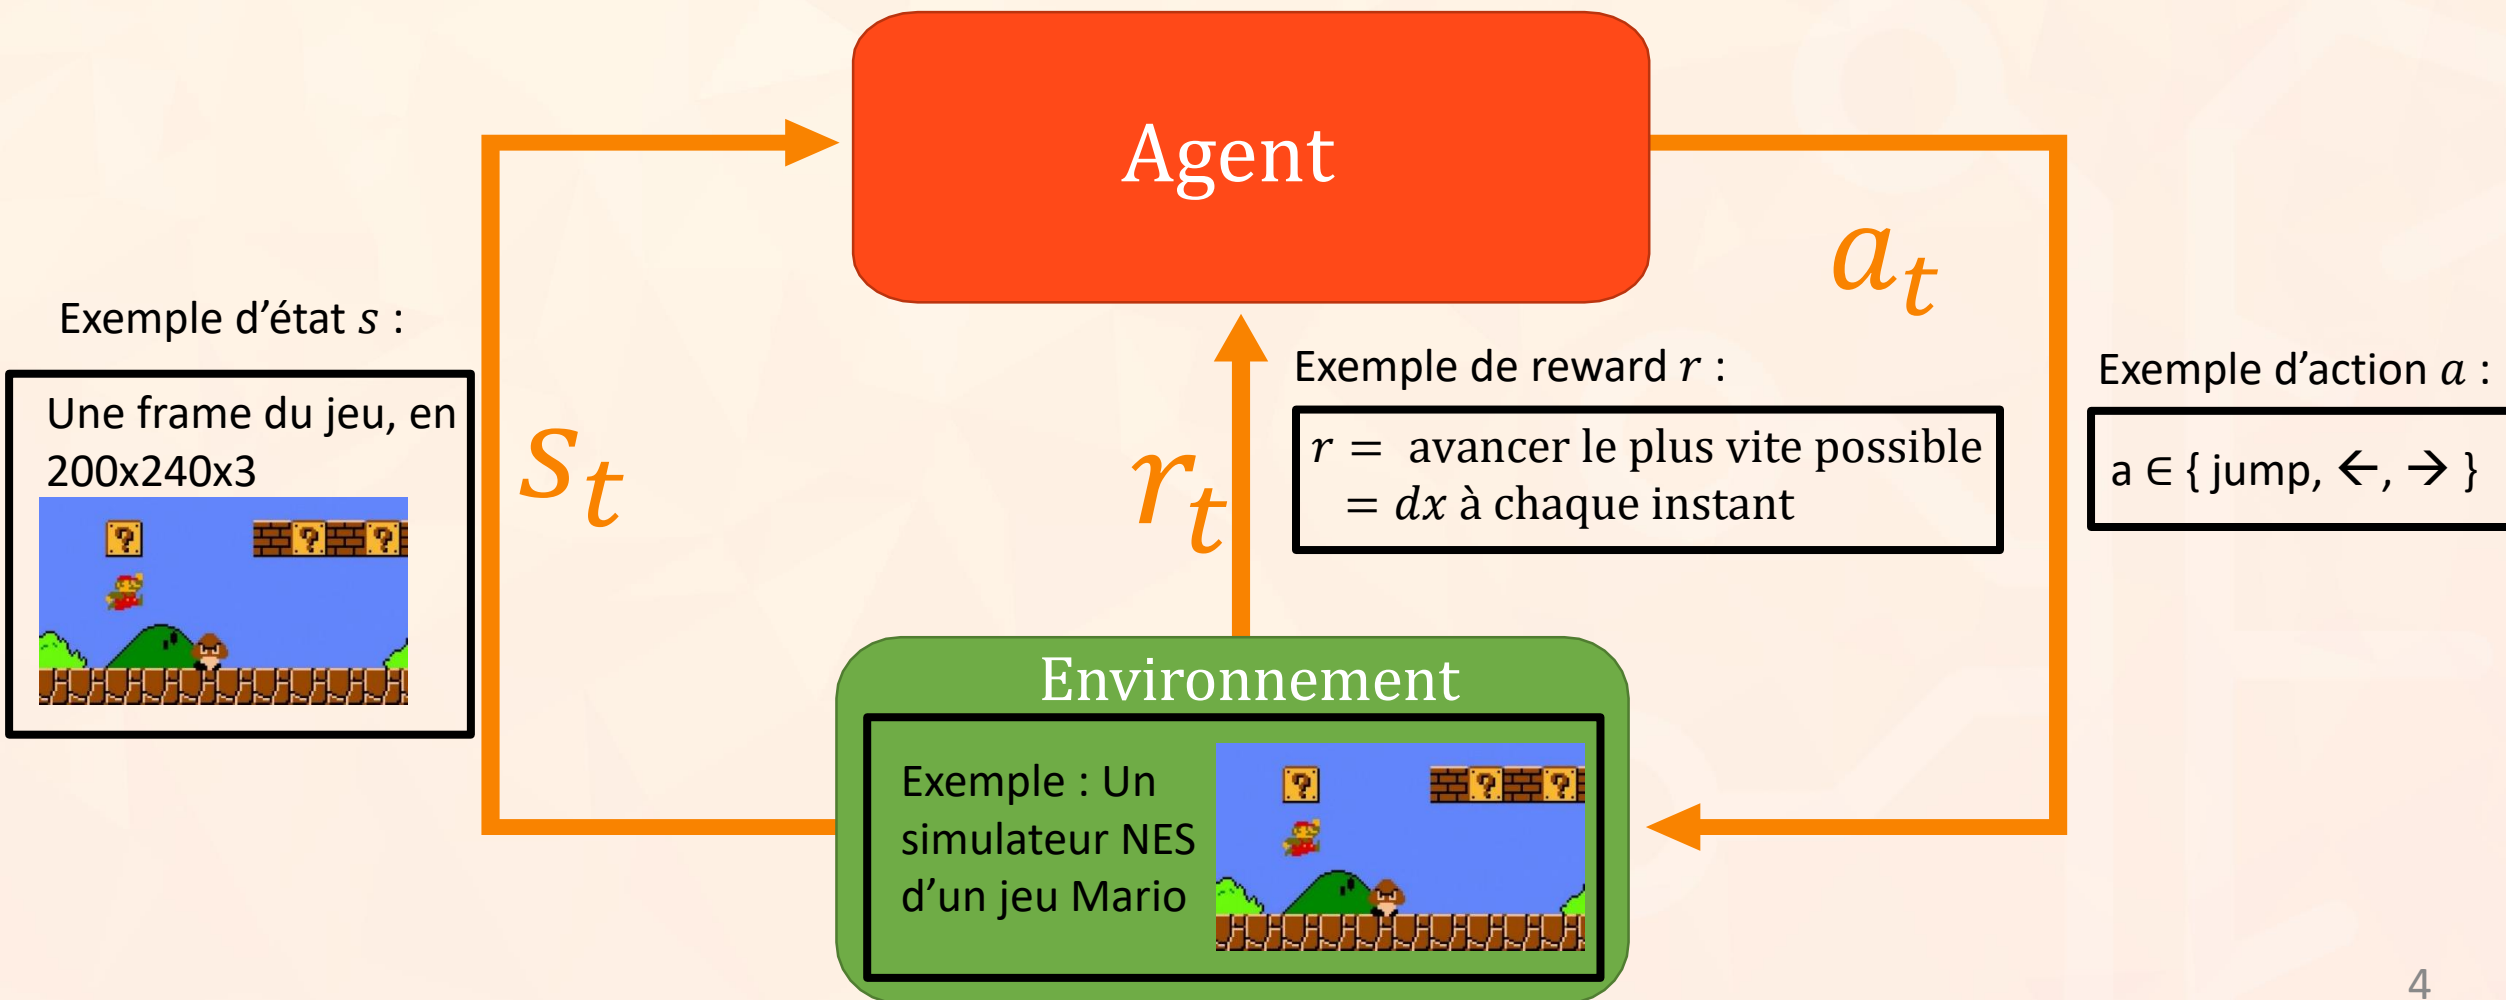 Agent
a_t
Exemple d’état s :
Une frame du jeu, en
200x240x3
s_t
r_t
Exemple de reward r :
r = avancer le plus vite possible
= dx à chaque instant
Exemple d’action a :
a ∈ { jump, ←, → }
Environnement
Exemple : Un
simulateur NES
d’un jeu Mario
4